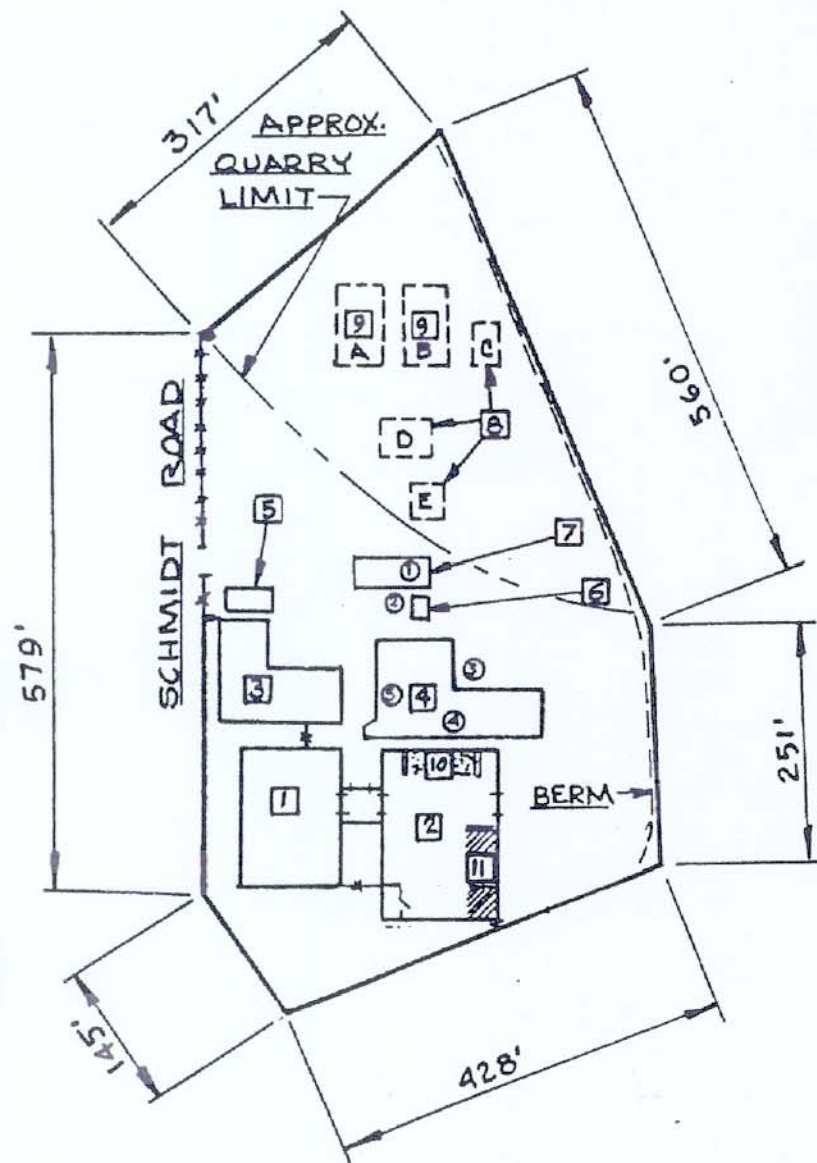 317'
APPROX.
QUARRY
LIMIT
560'
9
A
9
B
C
8
D
E
SCHMIDT ROAD
579'
5
7
①
6
②
3
③
⑤
4
④
1
10
2
11
BERM
251'
145'
428'